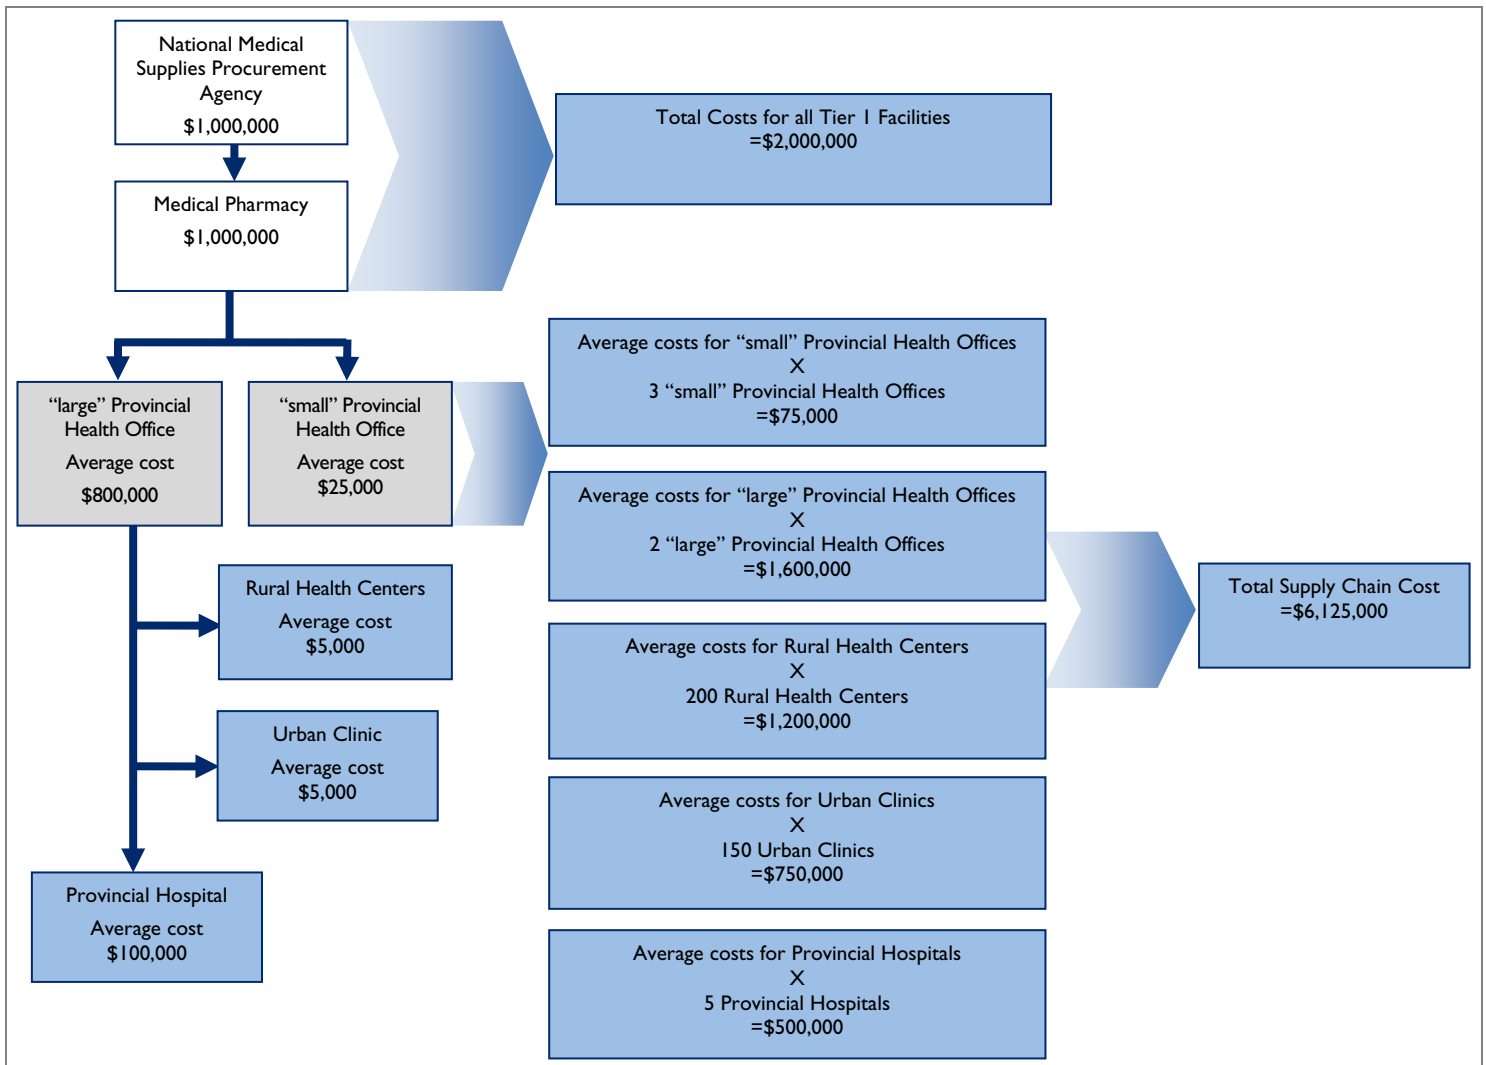 National Medical
Supplies Procurement
Agency
$1,000,000
Total Costs for all Tier 1 Facilities
=$2,000,000
Medical Pharmacy
$1,000,000
"large" Provincial
Health Office
Average cost
$800,000
"small" Provincial
Health Office
Average cost
$25,000
Average costs for "small" Provincial Health Offices
X
3 "small" Provincial Health Offices
=$75,000
Average costs for "large" Provincial Health Offices
X
2 "large" Provincial Health Offices
=$1,600,000
Total Supply Chain Cost
=$6,125,000
Rural Health Centers
Average cost
$5,000
Average costs for Rural Health Centers
X
200 Rural Health Centers
=$1,200,000
Urban Clinic
Average cost
$5,000
Average costs for Urban Clinics
X
150 Urban Clinics
=$750,000
Provincial Hospital
Average cost
$100,000
Average costs for Provincial Hospitals
X
5 Provincial Hospitals
=$500,000